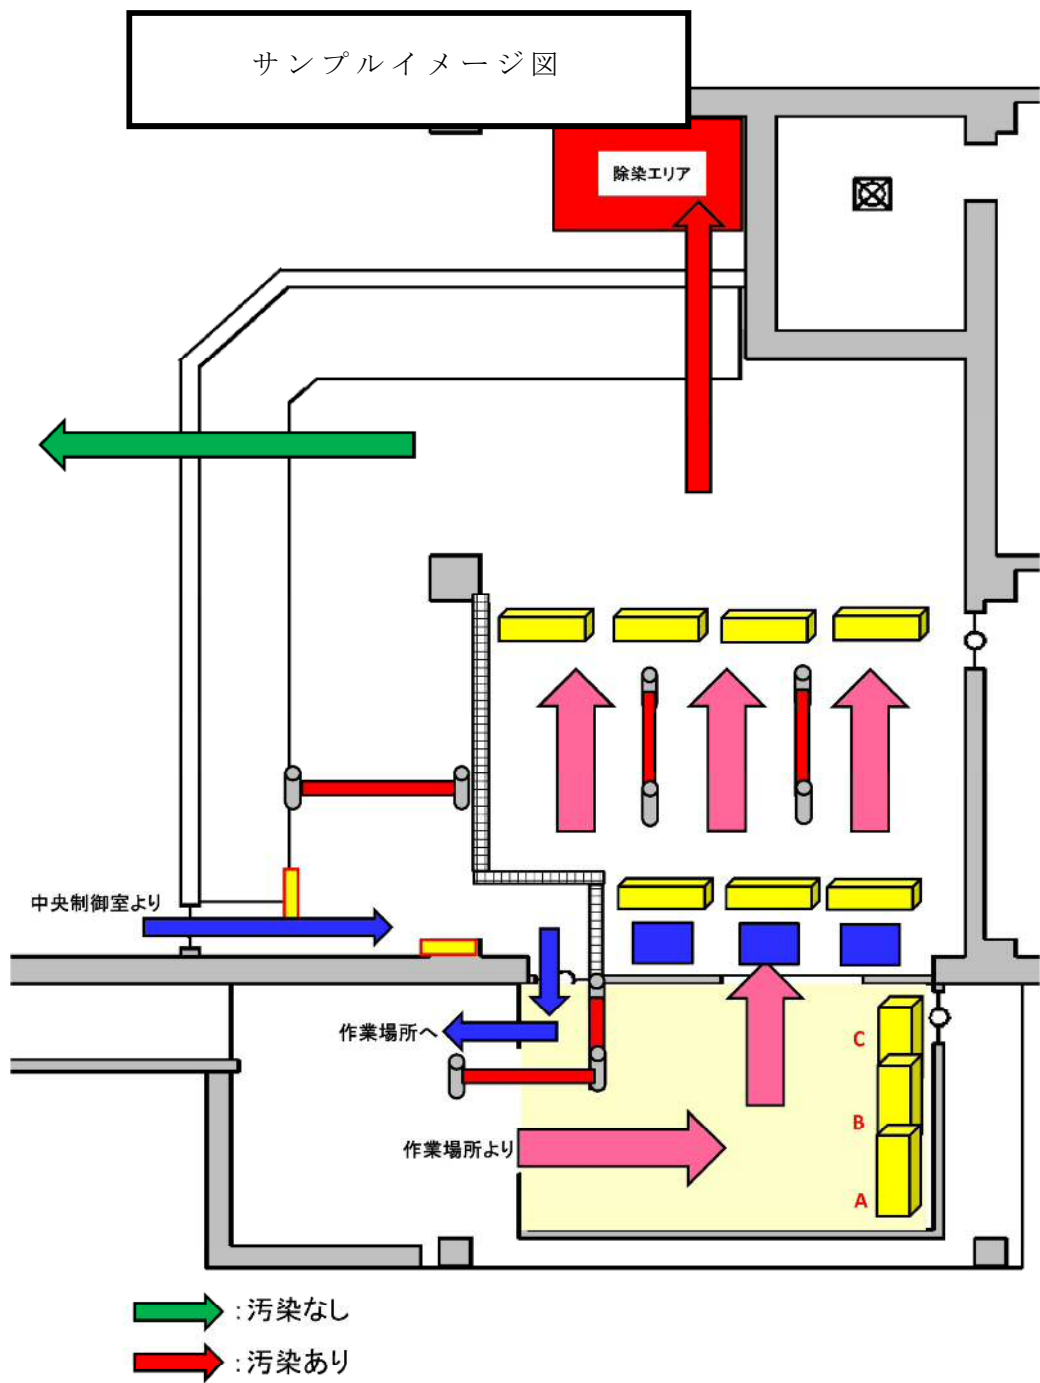 サンプルイメージ図
除染エリア
中央制御室より
作業場所へ
C
B
作業場所より
A
:汚染なし
:汚染あり